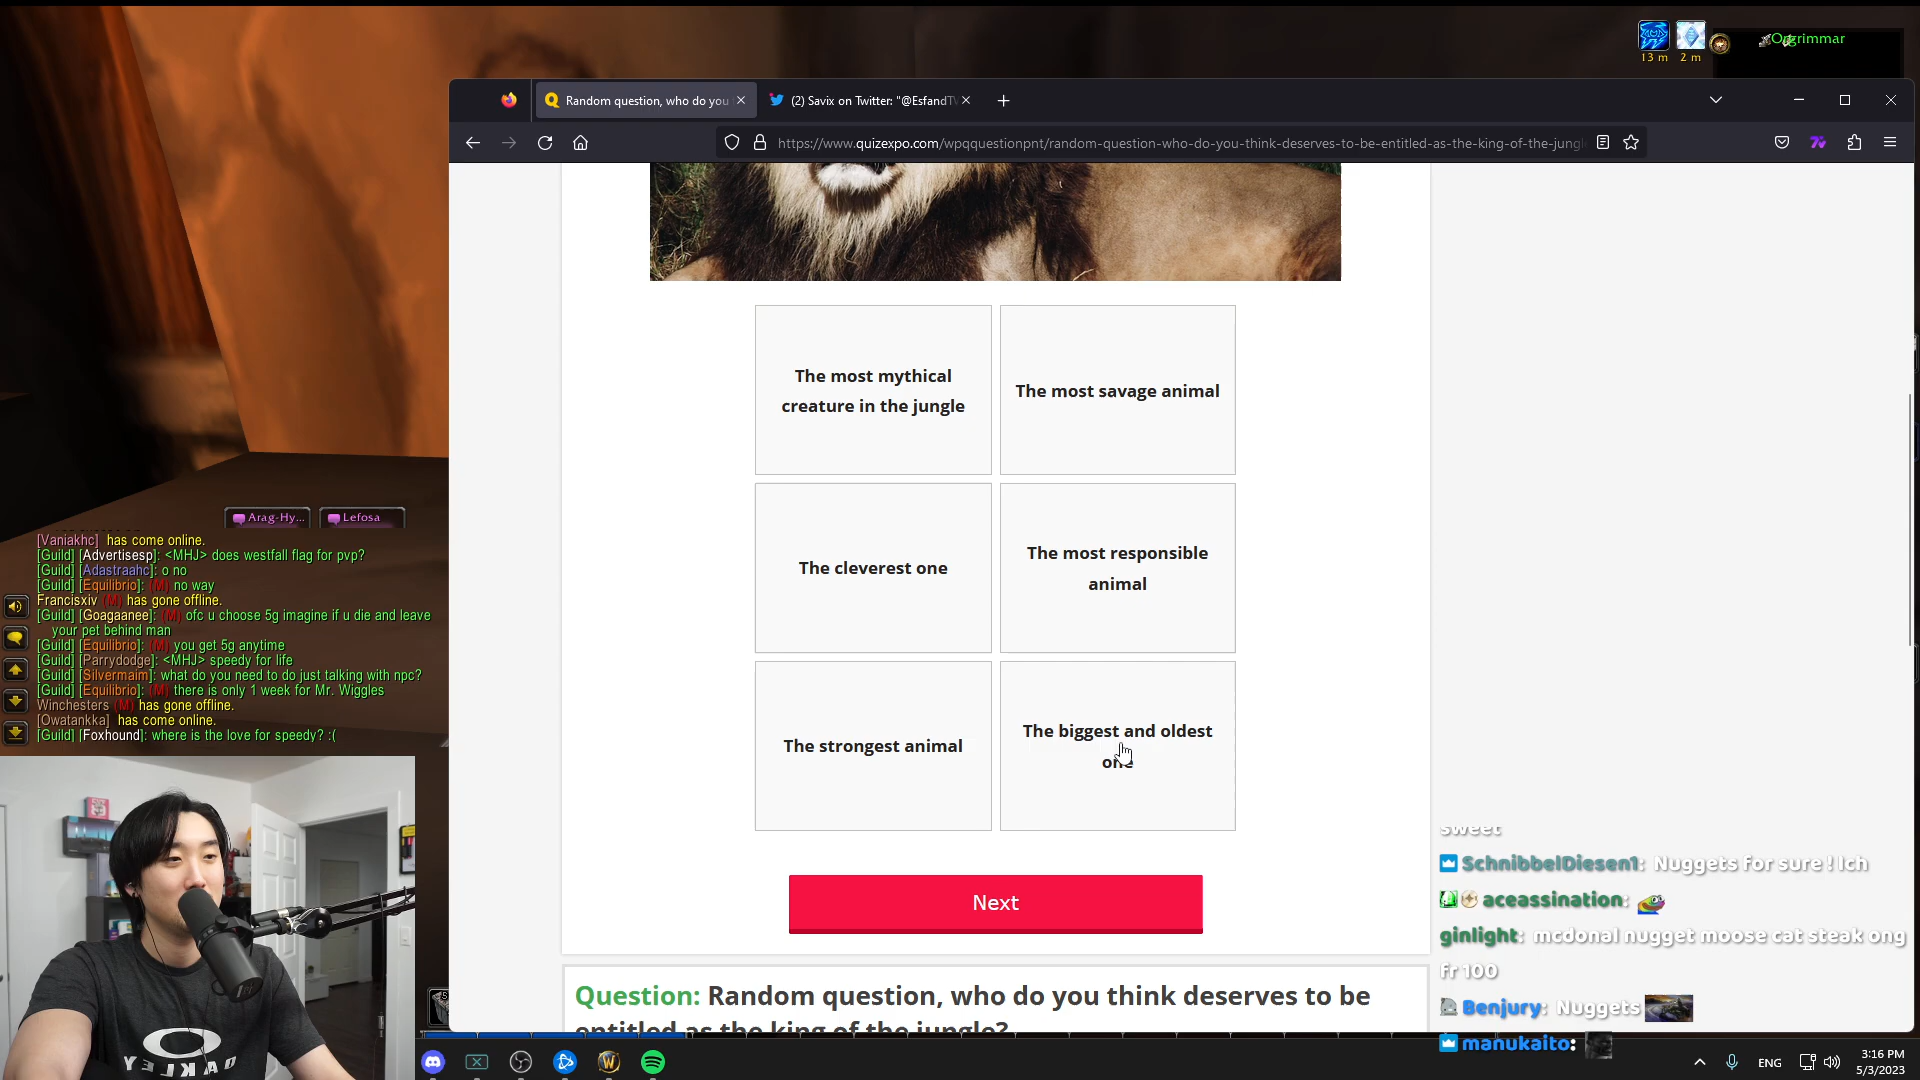 13 m 2 m
Orgrimmar
Random question, who do you
(2) Savix on Twitter: "@EsfandTV
https://www.quizexpo.com/wpqquestionpnt/random-question-who-do-you-think-deserves-to-be-entitled-as-the-king-of-the-jungl
The most mythical
creature in the jungle
The most savage animal
The cleverest one
The most responsible
animal
The strongest animal
The biggest and oldest
one
Next
Question: Random question, who do you think deserves to be
entitled as the king of the jungle?
Arag-Hy... Lefosa
[Vaniakhc] has come online.
[Guild] [Advertisesp]: <MHJ> does westfall flag for pvp?
[Guild] [Adastraahc]: o no
[Guild] [Equilibrio]: (M) no way
Francisxiv (M) has gone offline.
[Guild] [Goagaanee]: (M) ofc u choose 5g imagine if u die and leave
your pet behind man
[Guild] [Equilibrio]: (M) you get 5g anytime
[Guild] [Parrydodge]: <MHJ> speedy for life
[Guild] [Silvermaim]: what do you need to do just talking with npc?
[Guild] [Equilibrio]: (M) there is only 1 week for Mr. Wiggles
Winchesters (M) has gone offline.
[Owatankka] has come online.
[Guild] [Foxhound]: where is the love for speedy? :(
sweet
SchnibbelDiesen1: Nuggets for sure ! Ich
aceassination:
ginlight: mcdonal nugget moose cat steak ong
fr 100
Benjury: Nuggets
manukaito:
OAKLEY
ENG
3:16 PM
5/3/2023